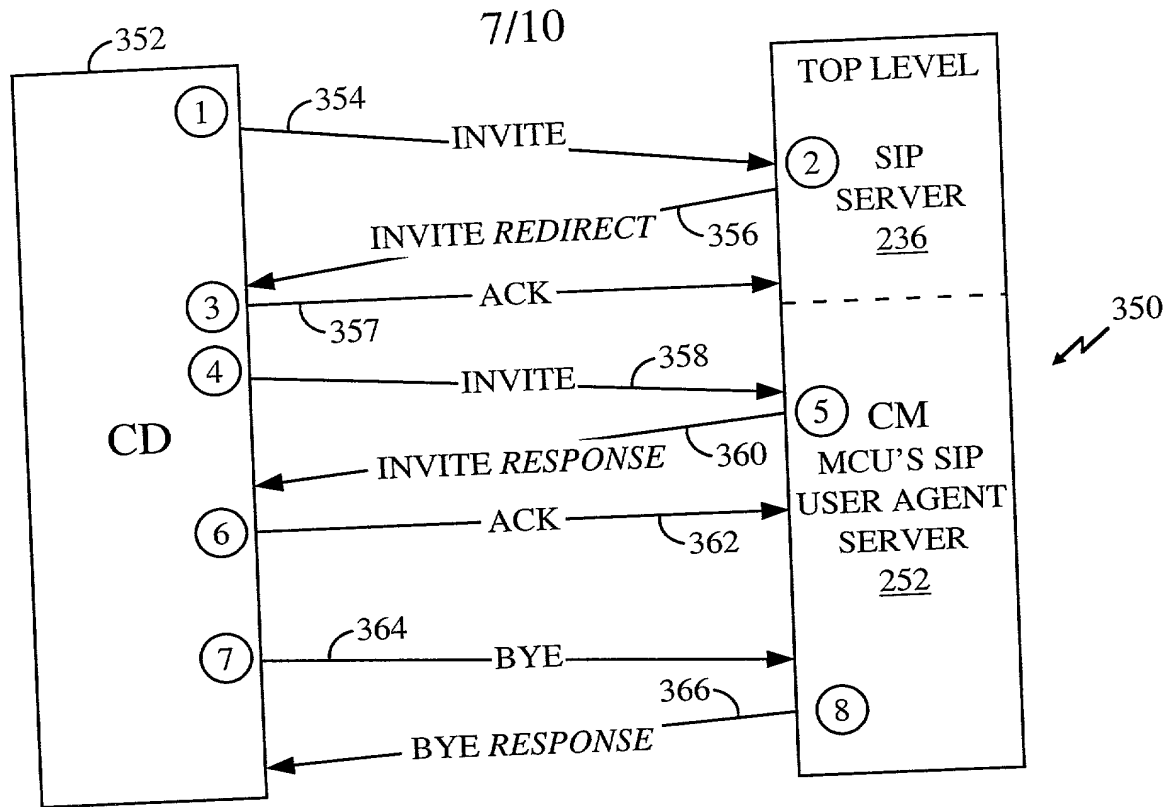 7/10
352
TOP LEVEL
1
354
INVITE
2
SIP
SERVER
236
INVITE REDIRECT
356
3
ACK
357
350
4
358
INVITE
5
CM
MCU'S SIP
USER AGENT
SERVER
252
CD
INVITE RESPONSE
360
6
ACK
362
7
364
BYE
366
8
BYE RESPONSE